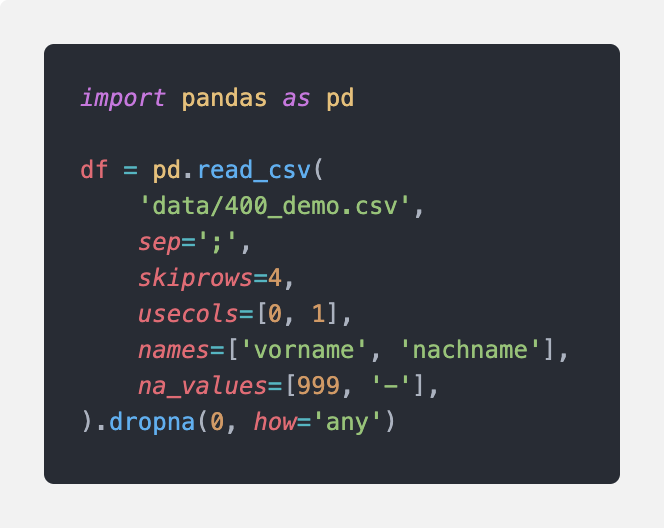 import pandas as pd
df = pd.read_csv(
    'data/400_demo.csv',
    sep=';',
    skiprows=4,
    usecols=[0, 1],
    names=['vorname', 'nachname'],
    na_values=[999, '-'],
).dropna(0, how='any')